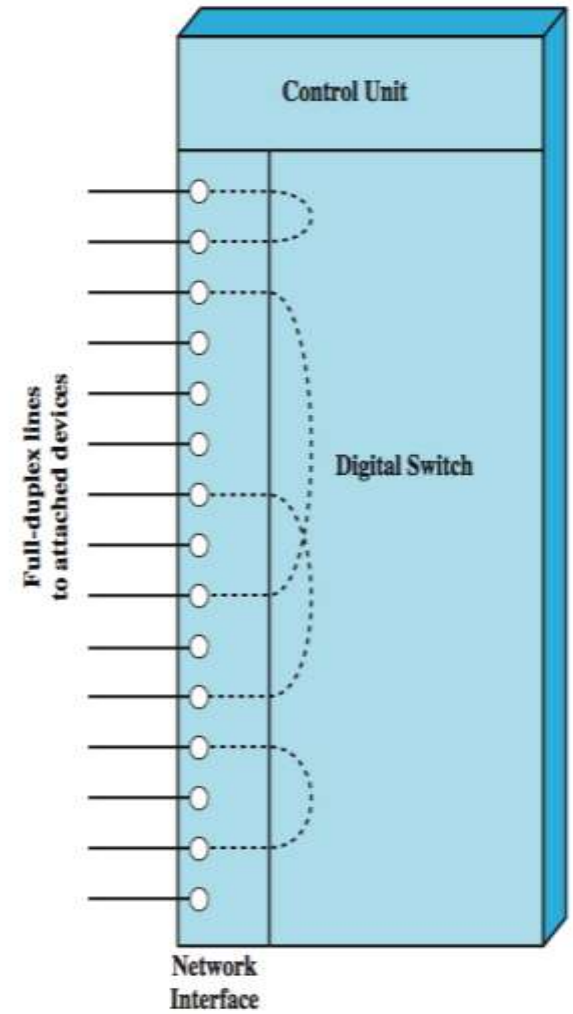 Control Unit
Full-duplex lines
to attached devices
Digital Switch
Network
Interface